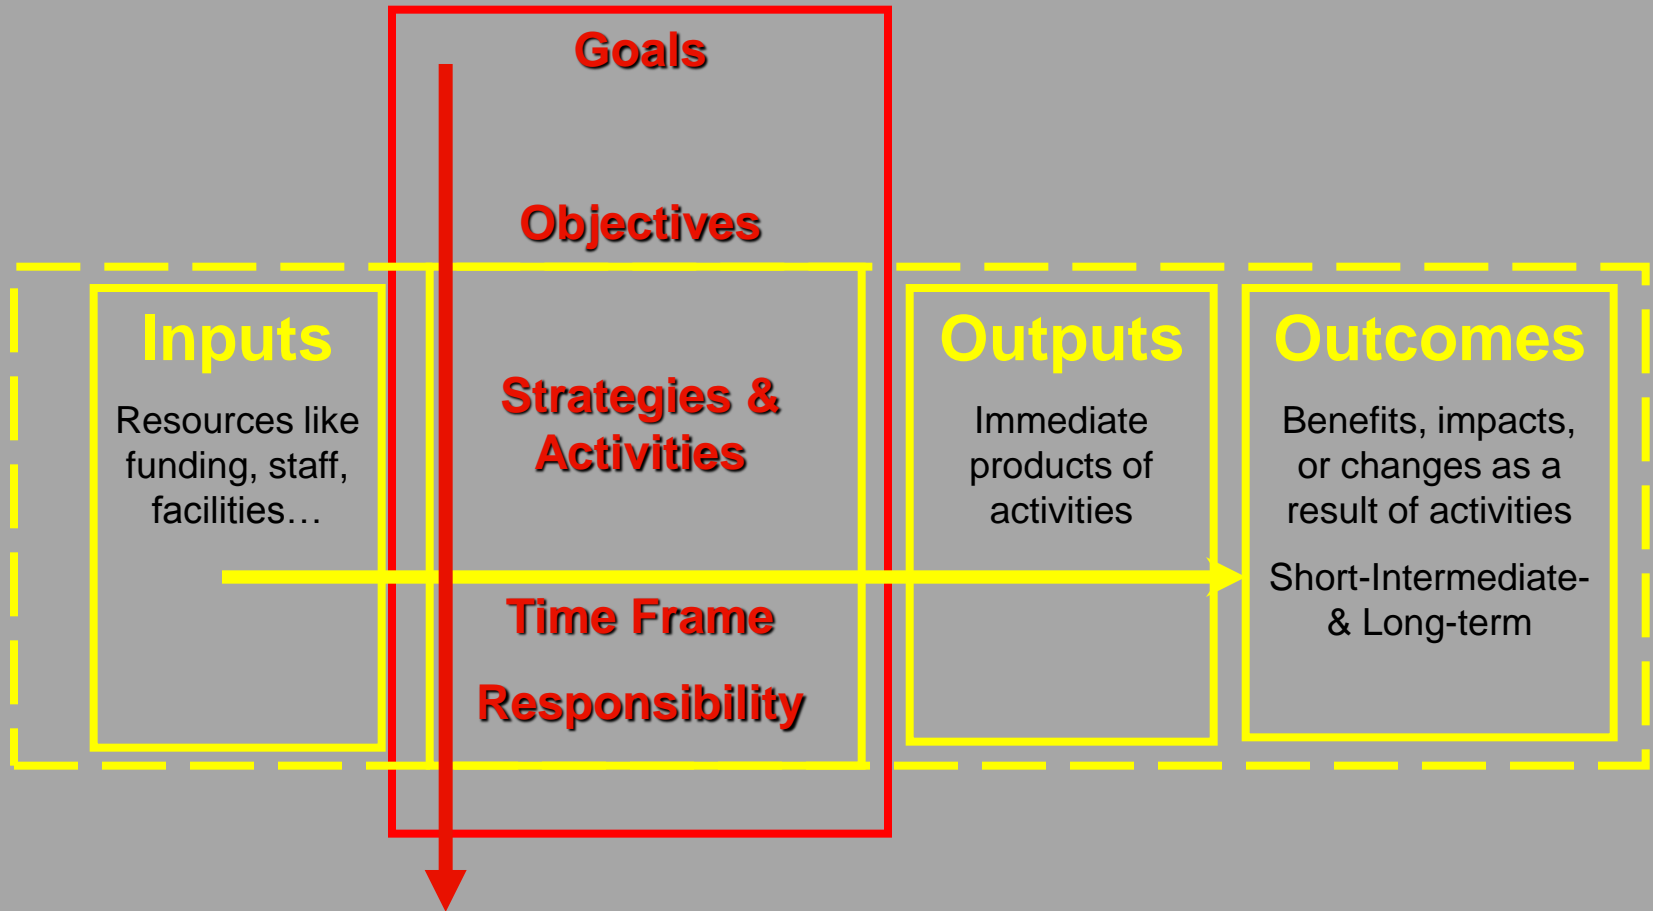 Goals
Objectives
Inputs
Resources like
funding, staff,
facilities…
Strategies &
Activities
Time Frame
Responsibility
Outputs
Immediate
products of
activities
Outcomes
Benefits, impacts,
or changes as a
result of activities
Short-Intermediate-
& Long-term